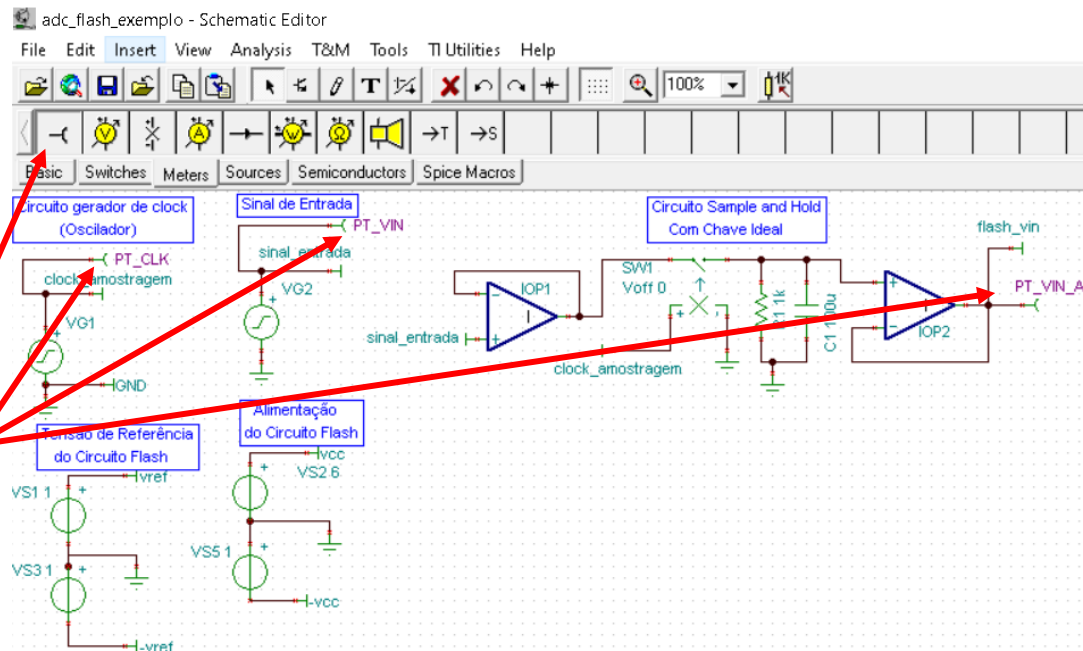 adc_flash_exemplo - Schematic Editor
File Edit Insert View Analysis T&M Tools TI Utilities Help
T 100% 1K
V A W Ω →T →S
Basic Switches Meters Sources Semiconductors Spice Macros
Circuito gerador de clock
(Oscilador)
PT_CLK
clock_amostragem
VG1
GND
Sinal de Entrada
PT_VIN
sinal_entrada
VG2
Circuito Sample and Hold
Com Chave Ideal
flash_vin
PT_VIN_A
SW1
Voff 0
IOP1
sinal_entrada
R1 1k
C1 100u
IOP2
clock_amostragem
Tensão de Referência
do Circuito Flash
vref
VS1 1
VS3 1
-vref
Alimentação
do Circuito Flash
vcc
VS2 6
VS5 1
-vcc